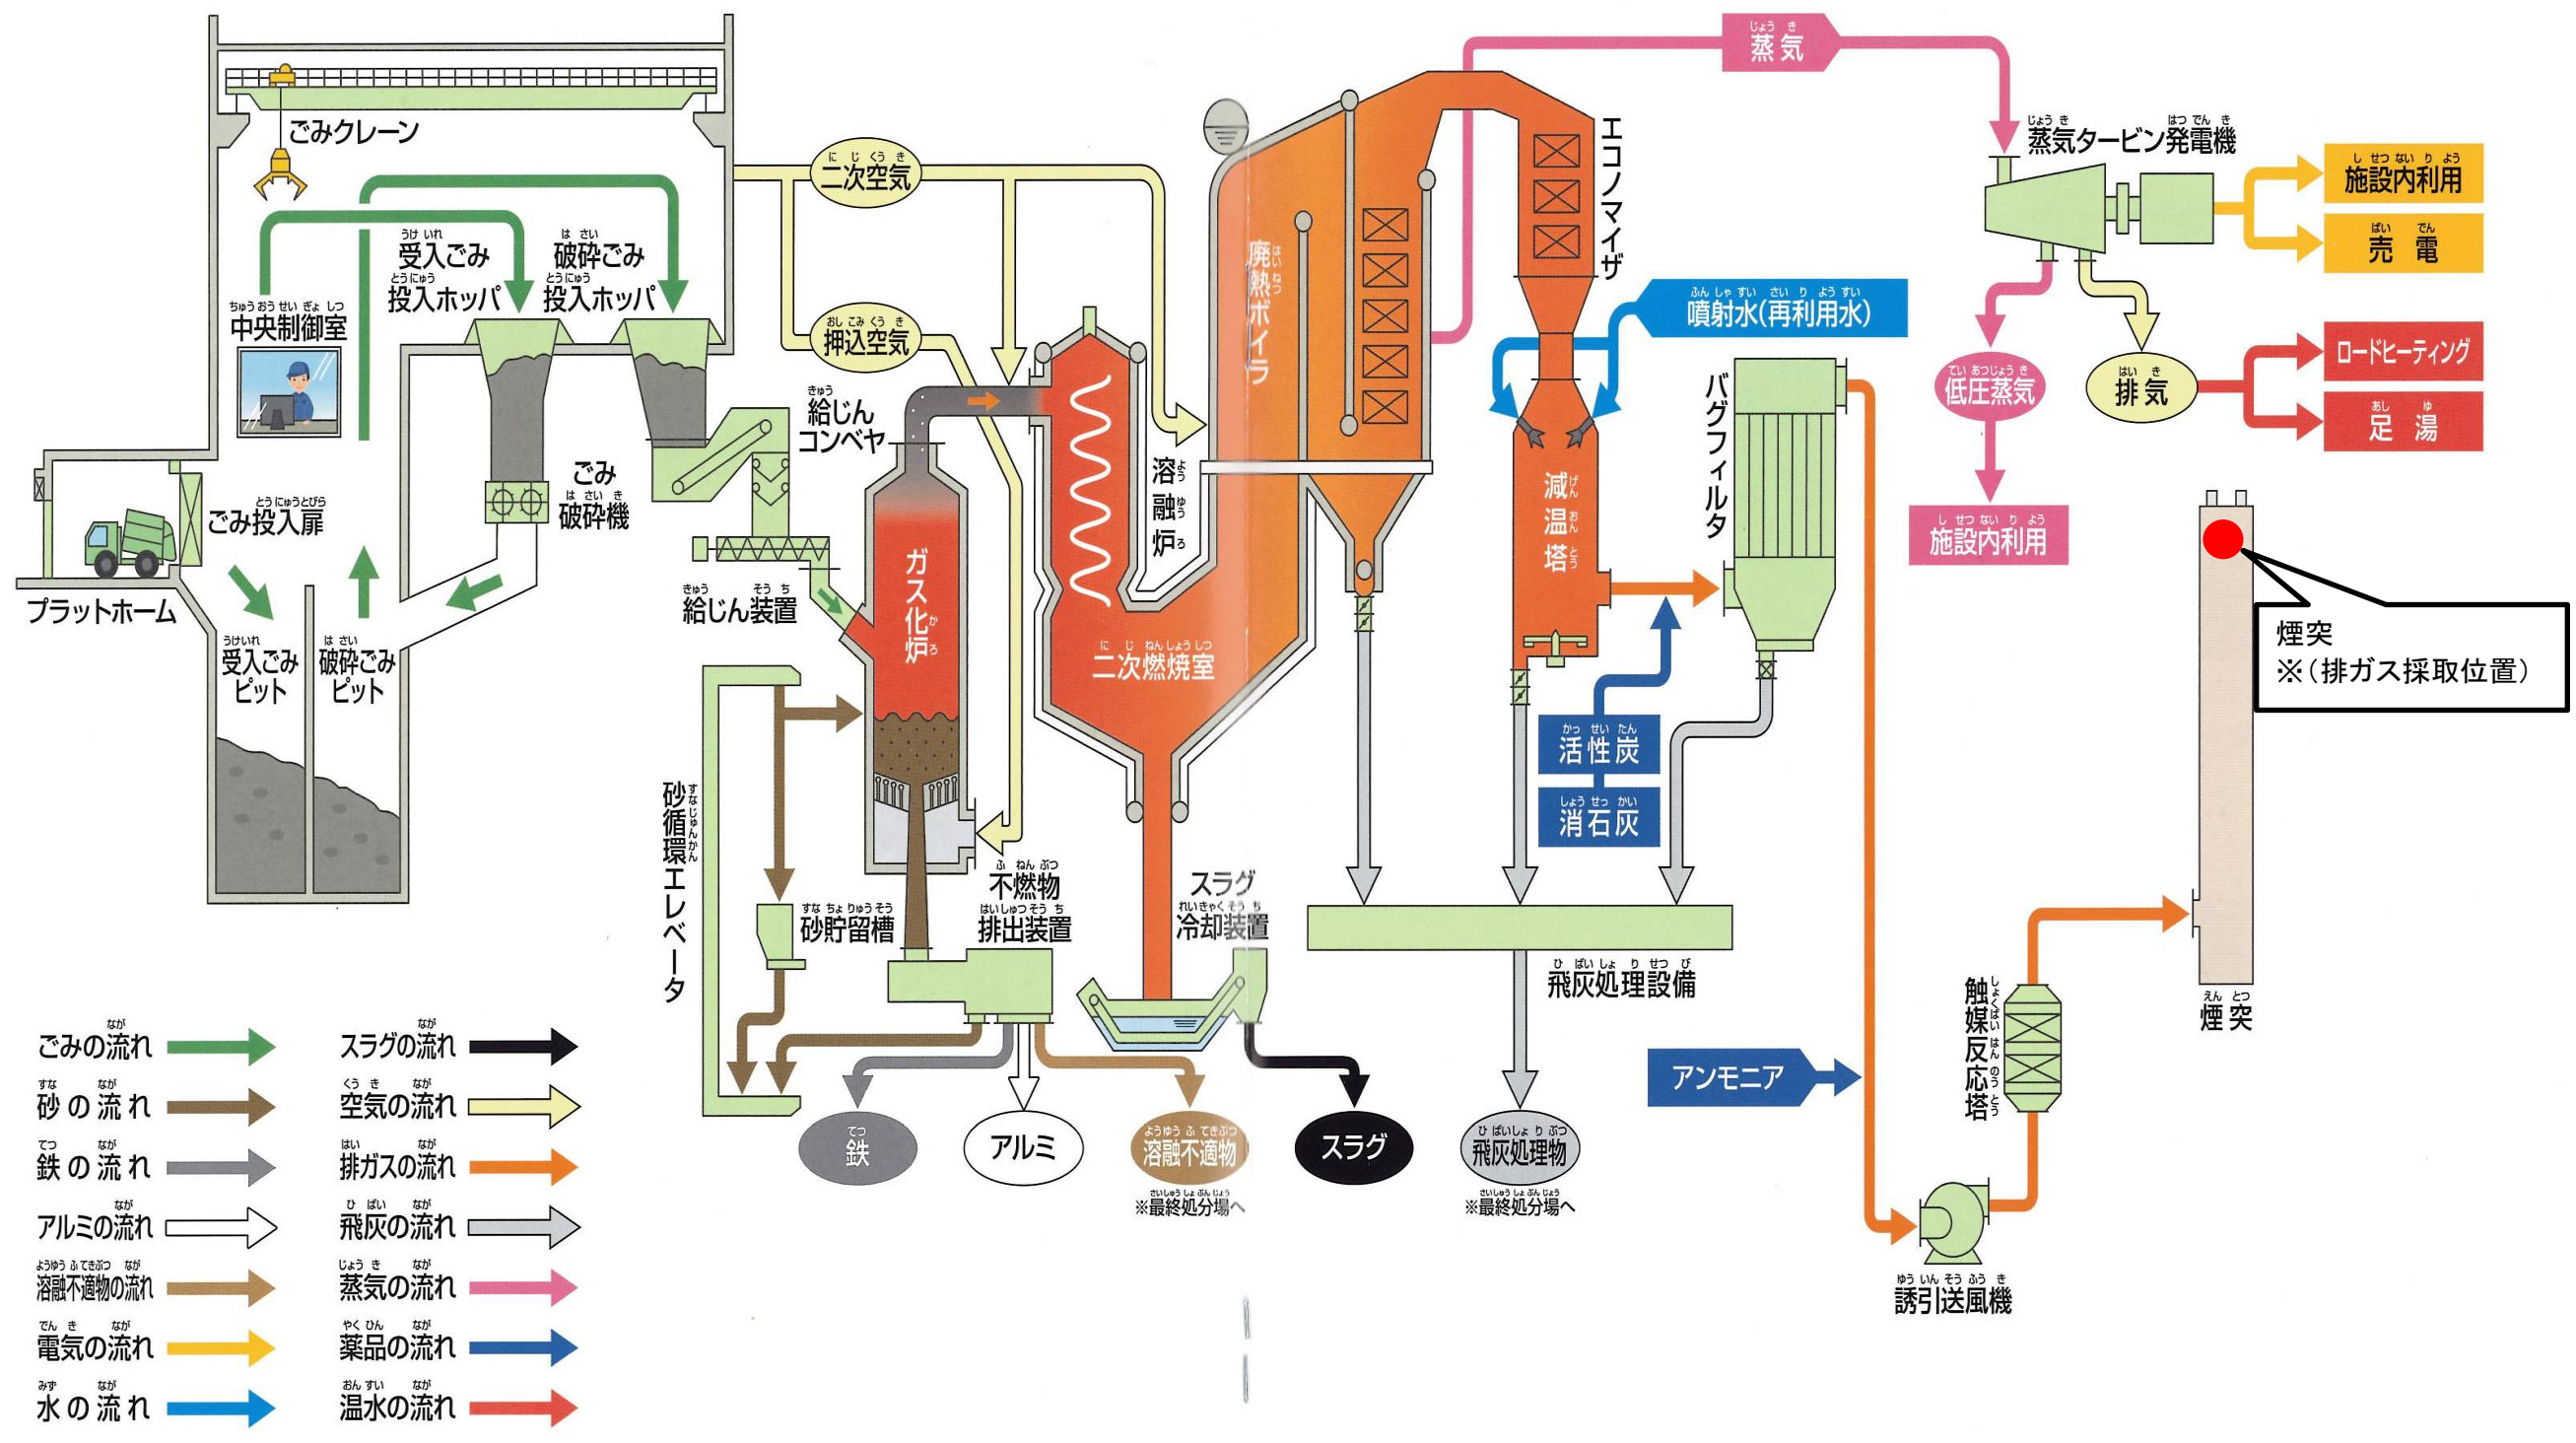 ごみクレーン
受入ごみ
投入ホッパ
破砕ごみ
投入ホッパ
中央制御室
ごみ投入扉
プラットホーム
受入ごみ
ピット
破砕ごみ
ピット
ごみ
破砕機
二次空気
押込空気
給じん
コンベヤ
給じん装置
ガス化炉
溶融炉
二次燃焼室
廃熱ボイラ
エコノマイザ
蒸気
蒸気タービン発電機
施設内利用
売電
低圧蒸気
施設内利用
排気
ロードヒーティング
足湯
噴射水(再利用水)
減温塔
バグフィルタ
活性炭
消石灰
煙突
※(排ガス採取位置)
煙突
砂循環エレベータ
砂貯留槽
不燃物
排出装置
スラグ
冷却装置
飛灰処理設備
アンモニア
触媒反応塔
誘引送風機
鉄
アルミ
溶融不適物
※最終処分場へ
スラグ
飛灰処理物
※最終処分場へ
ごみの流れ
砂の流れ
鉄の流れ
アルミの流れ
溶融不適物の流れ
電気の流れ
水の流れ
スラグの流れ
空気の流れ
排ガスの流れ
飛灰の流れ
蒸気の流れ
薬品の流れ
温水の流れ